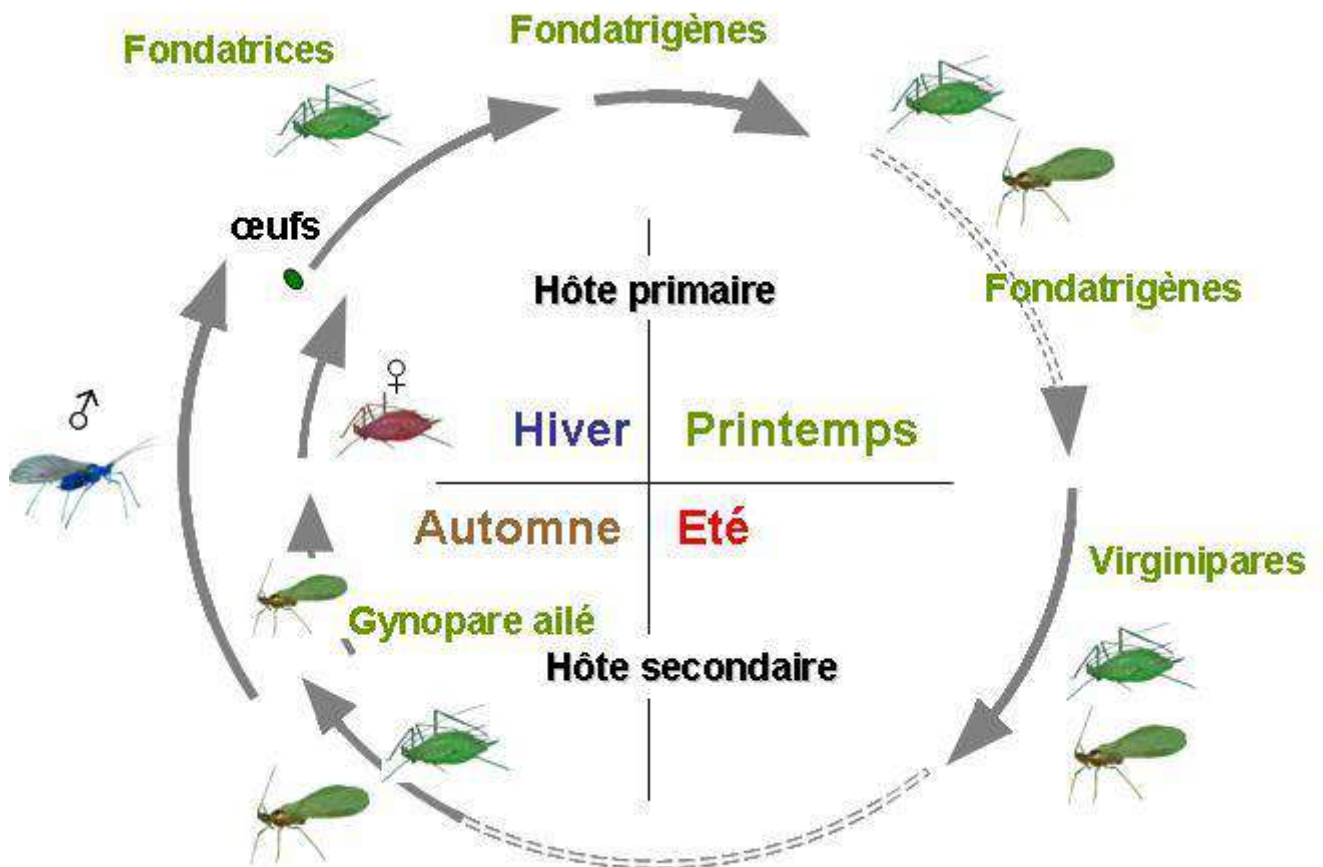 Fondatrices
Fondatrigènes
œufs
Hôte primaire
Fondatrigènes
♂
♀
Hiver
Printemps
Automne
Eté
Virginipares
Gynopare ailé
Hôte secondaire